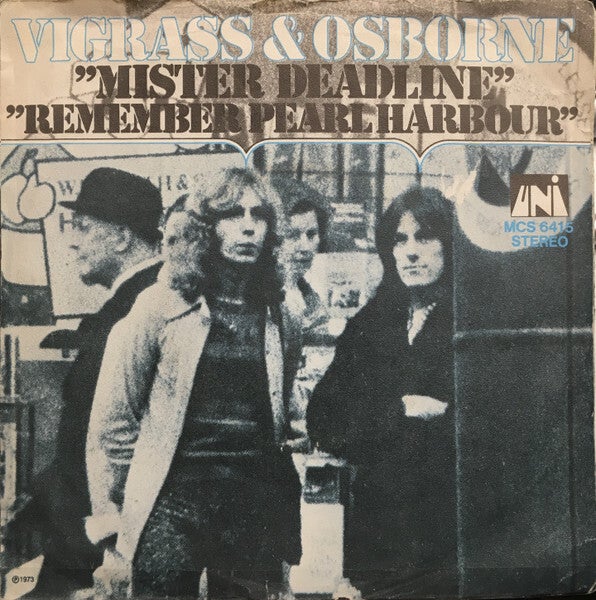 VIGRASS & OSBORNE
"MISTER DEADLINE"
"REMEMBER PEARL HARBOUR"
UNI
MCS 6415
STEREO
℗1973